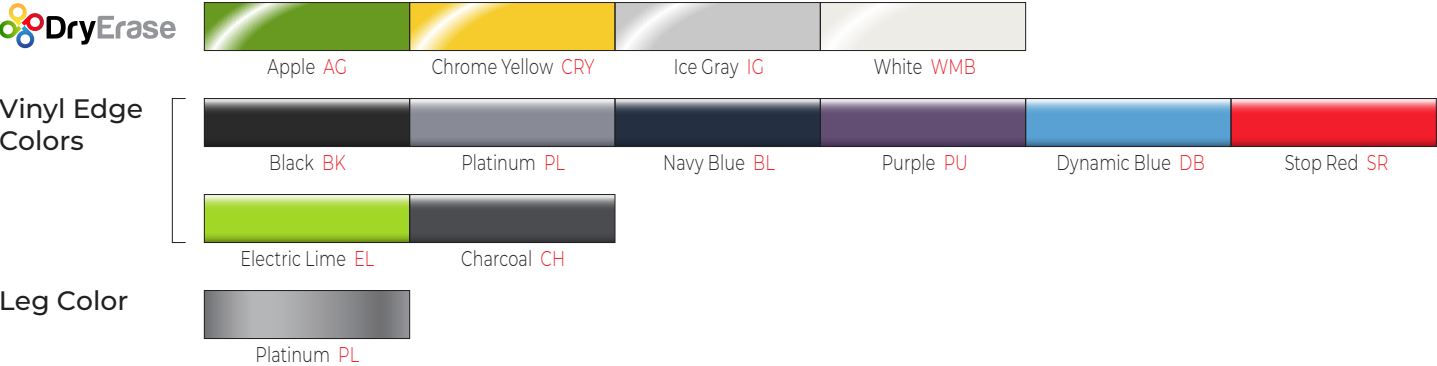 DryErase
Apple AG
Chrome Yellow CRY
Ice Gray IG
White WMB
Vinyl Edge
Colors
Black BK
Platinum PL
Navy Blue BL
Purple PU
Dynamic Blue DB
Stop Red SR
Electric Lime EL
Charcoal CH
Leg Color
Platinum PL